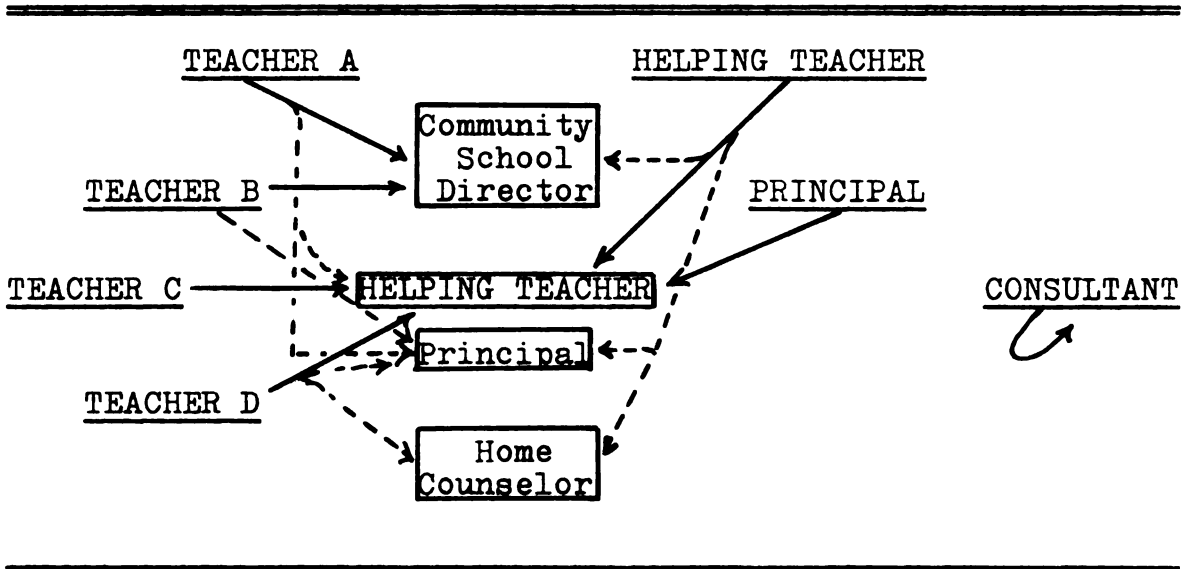 TEACHER A
HELPING TEACHER
Community
School
Director
TEACHER B
PRINCIPAL
TEACHER C
HELPING TEACHER
CONSULTANT
Principal
TEACHER D
Home
Counselor